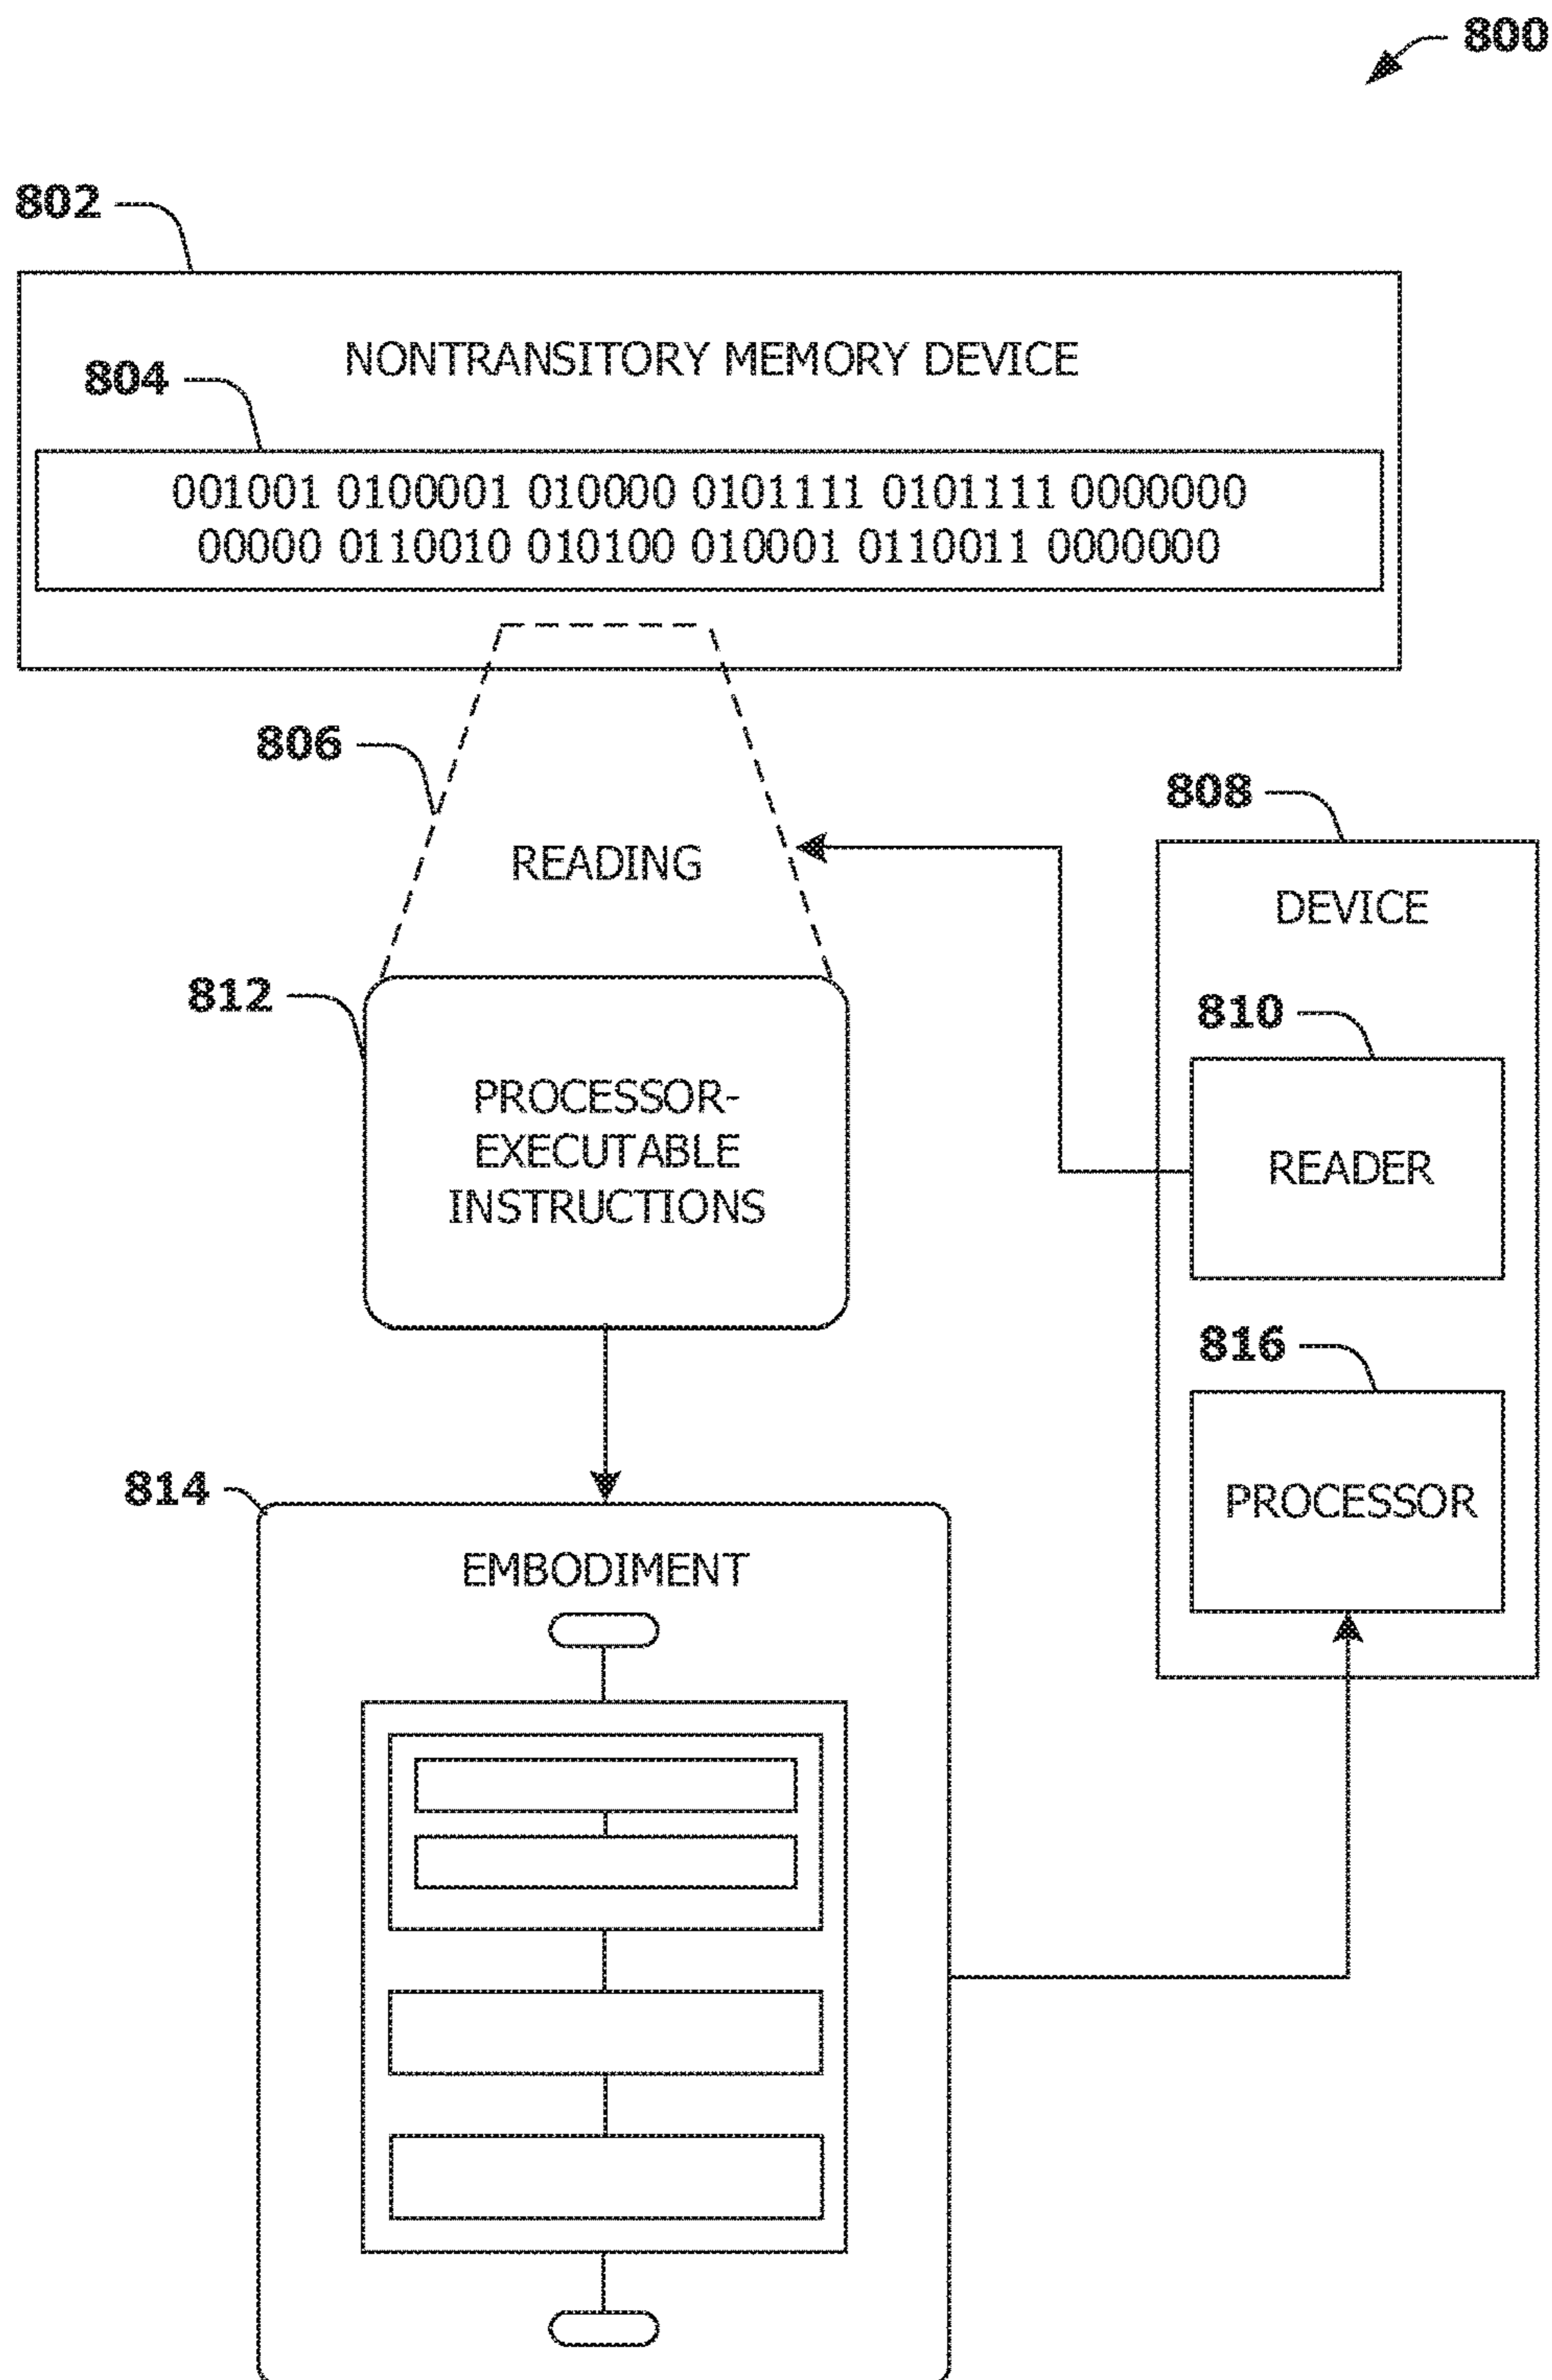 800
802
NONTRANSITORY MEMORY DEVICE
804
001001 0100001 010000 0101111 0101111 0000000
00000 0110010 010100 010001 0110011 0000000
806
READING
808
DEVICE
810
READER
812
PROCESSOR-
EXECUTABLE
INSTRUCTIONS
816
PROCESSOR
814
EMBODIMENT